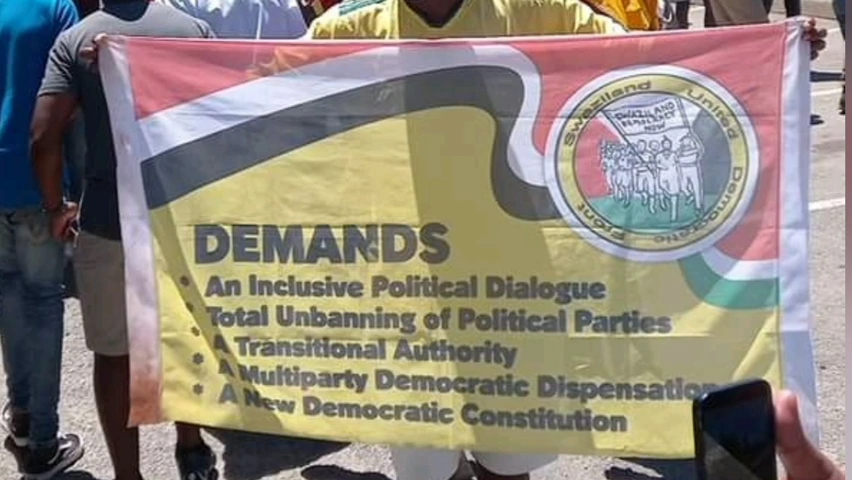 Swaziland United Democratic Front
SWAZILAND
DEMOCRACY
NOW
DEMANDS
* An Inclusive Political Dialogue
* Total Unbanning of Political Parties
* A Transitional Authority
* A Multiparty Democratic Dispensation
* A New Democratic Constitution